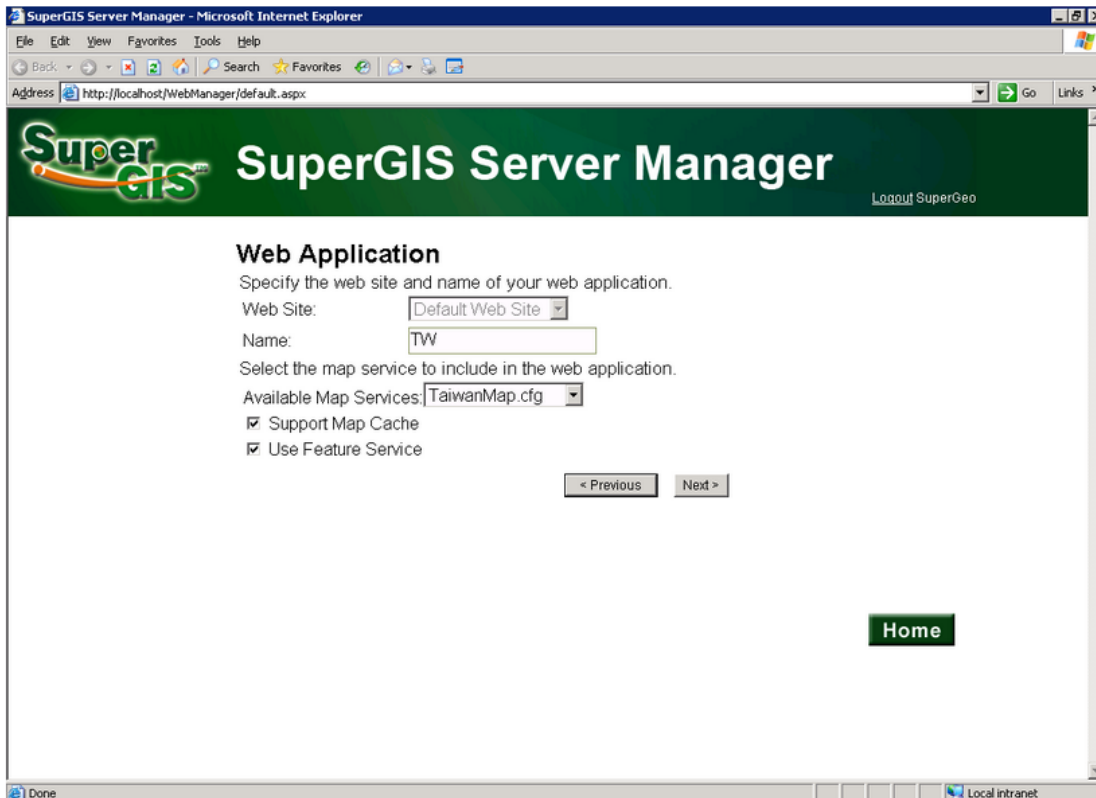 SuperGIS Server Manager - Microsoft Internet Explorer
File Edit View Favorites Tools Help
Back Search Favorites
Address http://localhost/WebManager/default.aspx Go Links »
Super GIS™ SuperGIS Server Manager
Logout SuperGeo
Web Application
Specify the web site and name of your web application.
Web Site: Default Web Site
Name: TW
Select the map service to include in the web application.
Available Map Services: TaiwanMap.cfg
Support Map Cache
Use Feature Service
< Previous Next >
Home
Done Local intranet